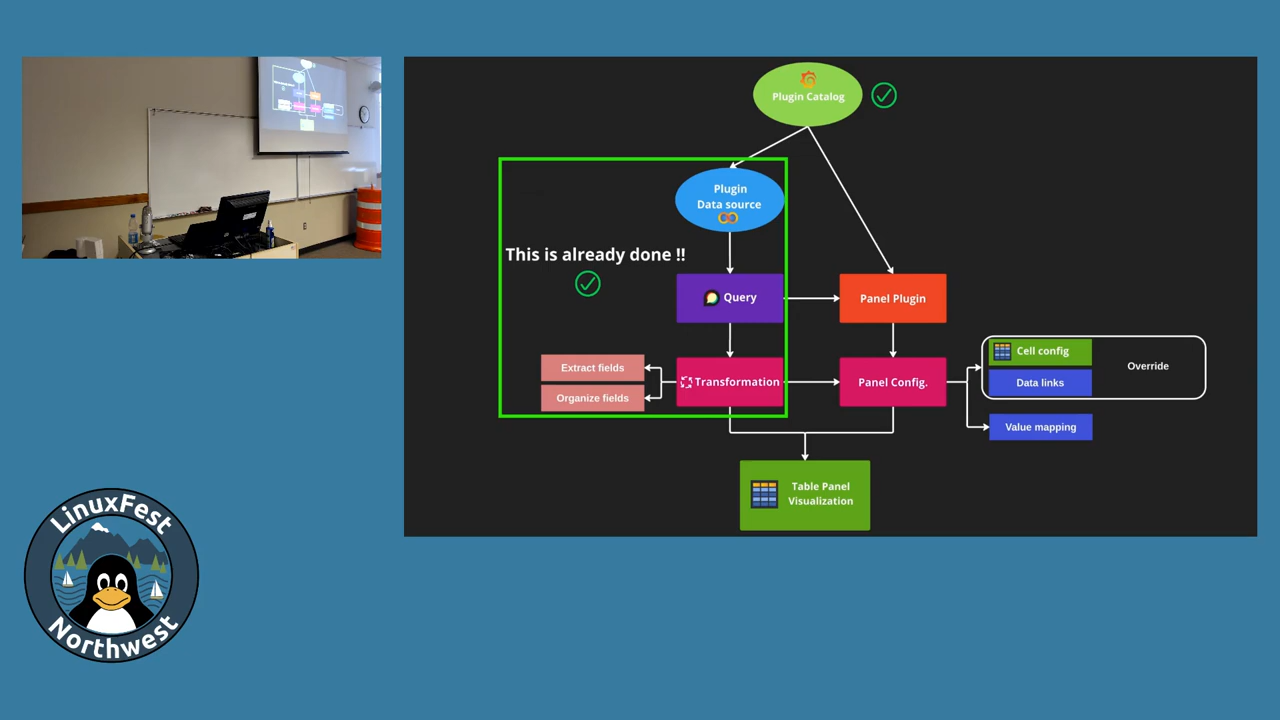 Plugin Catalog
Plugin
Data source
This is already done !!
Query
Panel Plugin
Extract fields
Organize fields
Transformation
Panel Config.
Cell config
Data links
Override
Value mapping
Table Panel
Visualization
LinuxFest
Northwest